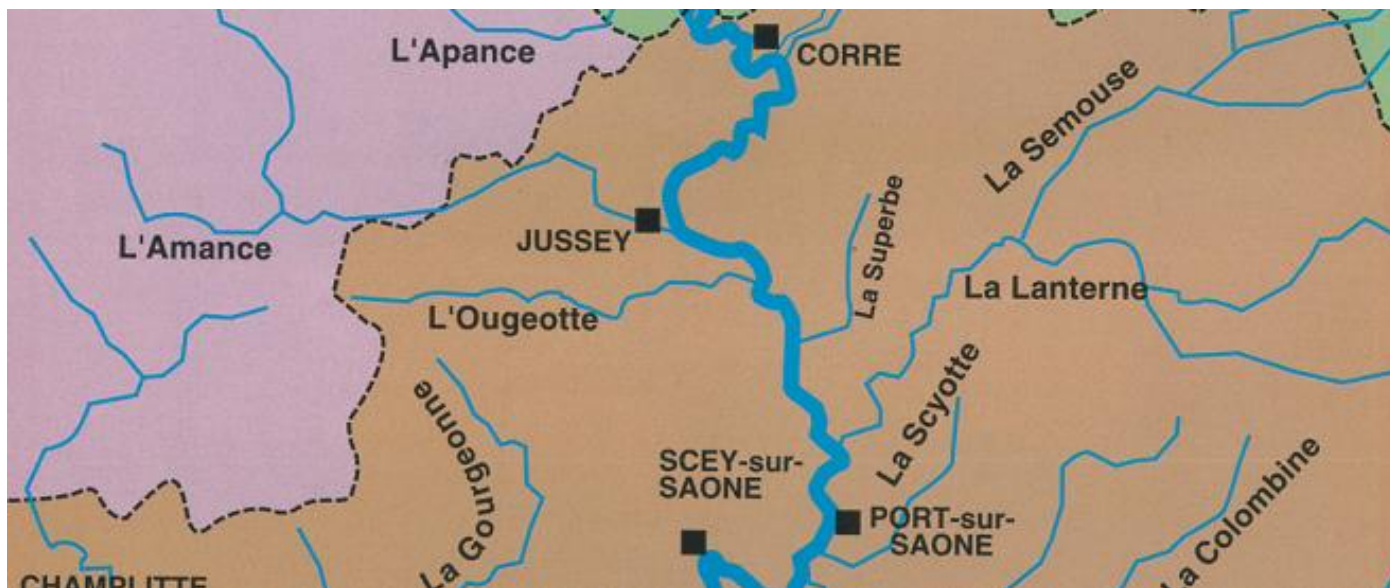 L'Apance
CORRE
La Semouse
L'Amance
JUSSEY
La Superbe
La Lanterne
L'Ougeotte
La Gourgeonne
La Scyotte
SCEY-sur-
SAONE
PORT-sur-
SAONE
La Colombine
CHAMPLITTE